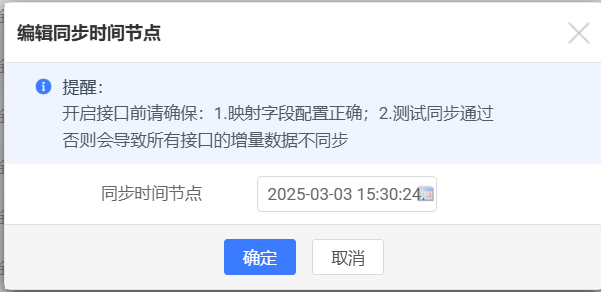 编辑同步时间节点
提醒：
开启接口前请确保：1.映射字段配置正确；2.测试同步通过
否则会导致所有接口的增量数据不同步
同步时间节点
2025-03-03 15:30:24
确定
取消